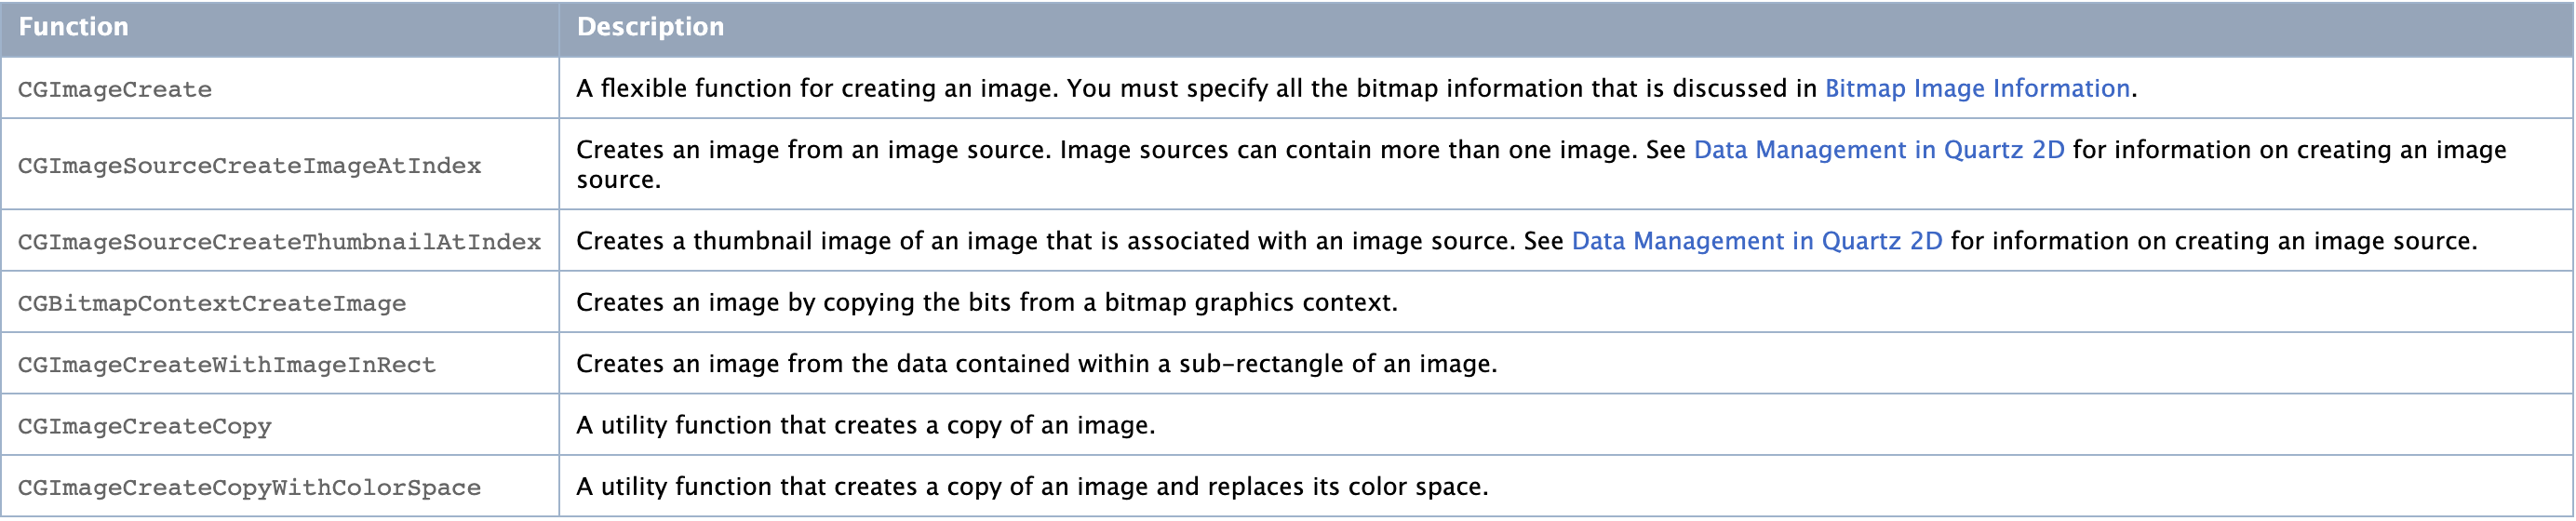 Function Description
CGImageCreate A flexible function for creating an image. You must specify all the bitmap information that is discussed in Bitmap Image Information.
CGImageSourceCreateImageAtIndex Creates an image from an image source. Image sources can contain more than one image. See Data Management in Quartz 2D for information on creating an image
source.
CGImageSourceCreateThumbnailAtIndex Creates a thumbnail image of an image that is associated with an image source. See Data Management in Quartz 2D for information on creating an image source.
CGBitmapContextCreateImage Creates an image by copying the bits from a bitmap graphics context.
CGImageCreateWithImageInRect Creates an image from the data contained within a sub-rectangle of an image.
CGImageCreateCopy A utility function that creates a copy of an image.
CGImageCreateCopyWithColorSpace A utility function that creates a copy of an image and replaces its color space.